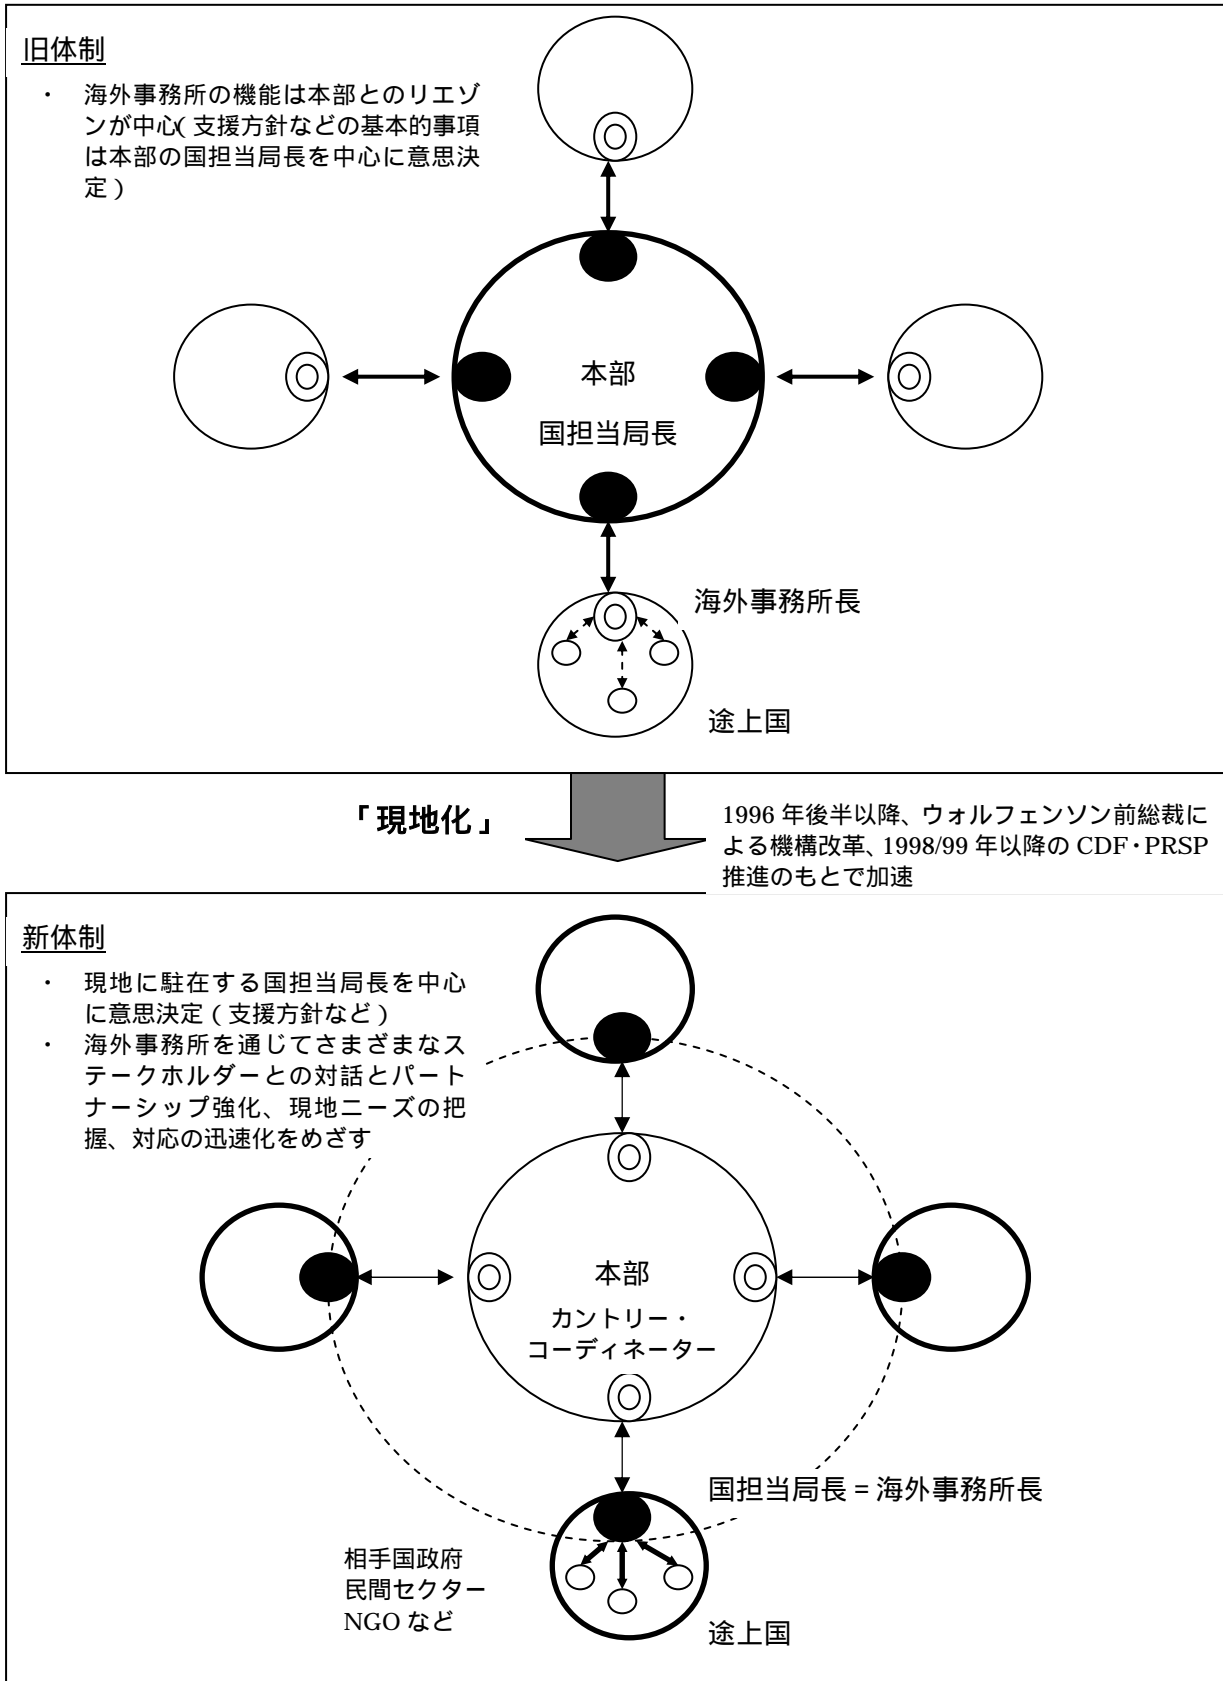 旧体制
・ 海外事務所の機能は本部とのリエゾ
ンが中心（支援方針などの基本的事項
は本部の国担当局長を中心に意思決
定）
本部
国担当局長
海外事務所長
途上国
「現地化」
1996 年後半以降、ウォルフェンソン前総裁に
よる機構改革、1998/99 年以降の CDF・PRSP
推進のもとで加速
新体制
・ 現地に駐在する国担当局長を中心
に意思決定（支援方針など）
・ 海外事務所を通じてさまざまなス
テークホルダーとの対話とパート
ナーシップ強化、現地ニーズの把
握、対応の迅速化をめざす
本部
カントリー・
コーディネーター
国担当局長＝海外事務所長
相手国政府
民間セクター
NGO など
途上国